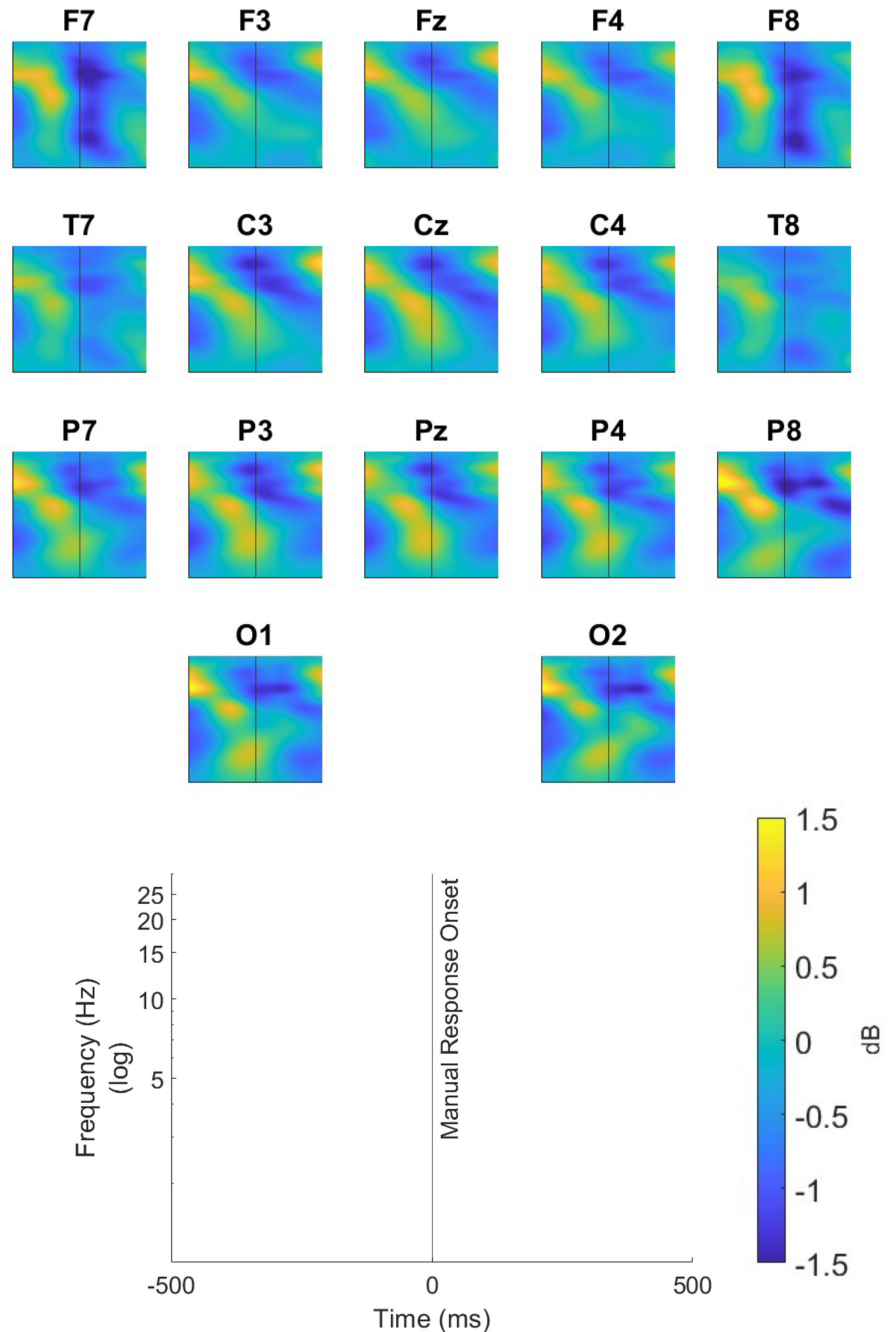 F7 F3 Fz F4 F8
T7 C3 Cz C4 T8
P7 P3 Pz P4 P8
O1 O2
25
20
15
10
5
Frequency (Hz)
(log)
Manual Response Onset
-500 0 500
Time (ms)
1.5
1
0.5
0
-0.5
-1
-1.5
dB